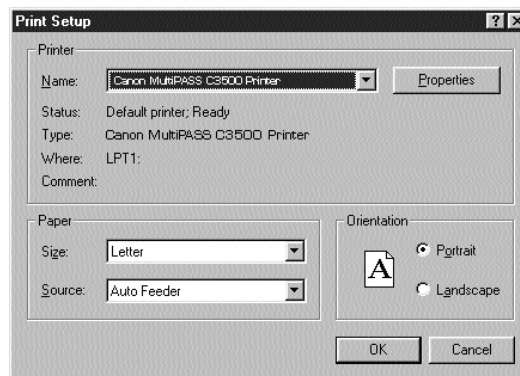 Print Setup
Printer
Name: Canon MultiPASS C3500 Printer Properties
Status: Default printer; Ready
Type: Canon MultiPASS C3500 Printer
Where: LPT1:
Comment:
Paper
Size: Letter
Source: Auto Feeder
Orientation
A
Portrait
Landscape
OK Cancel